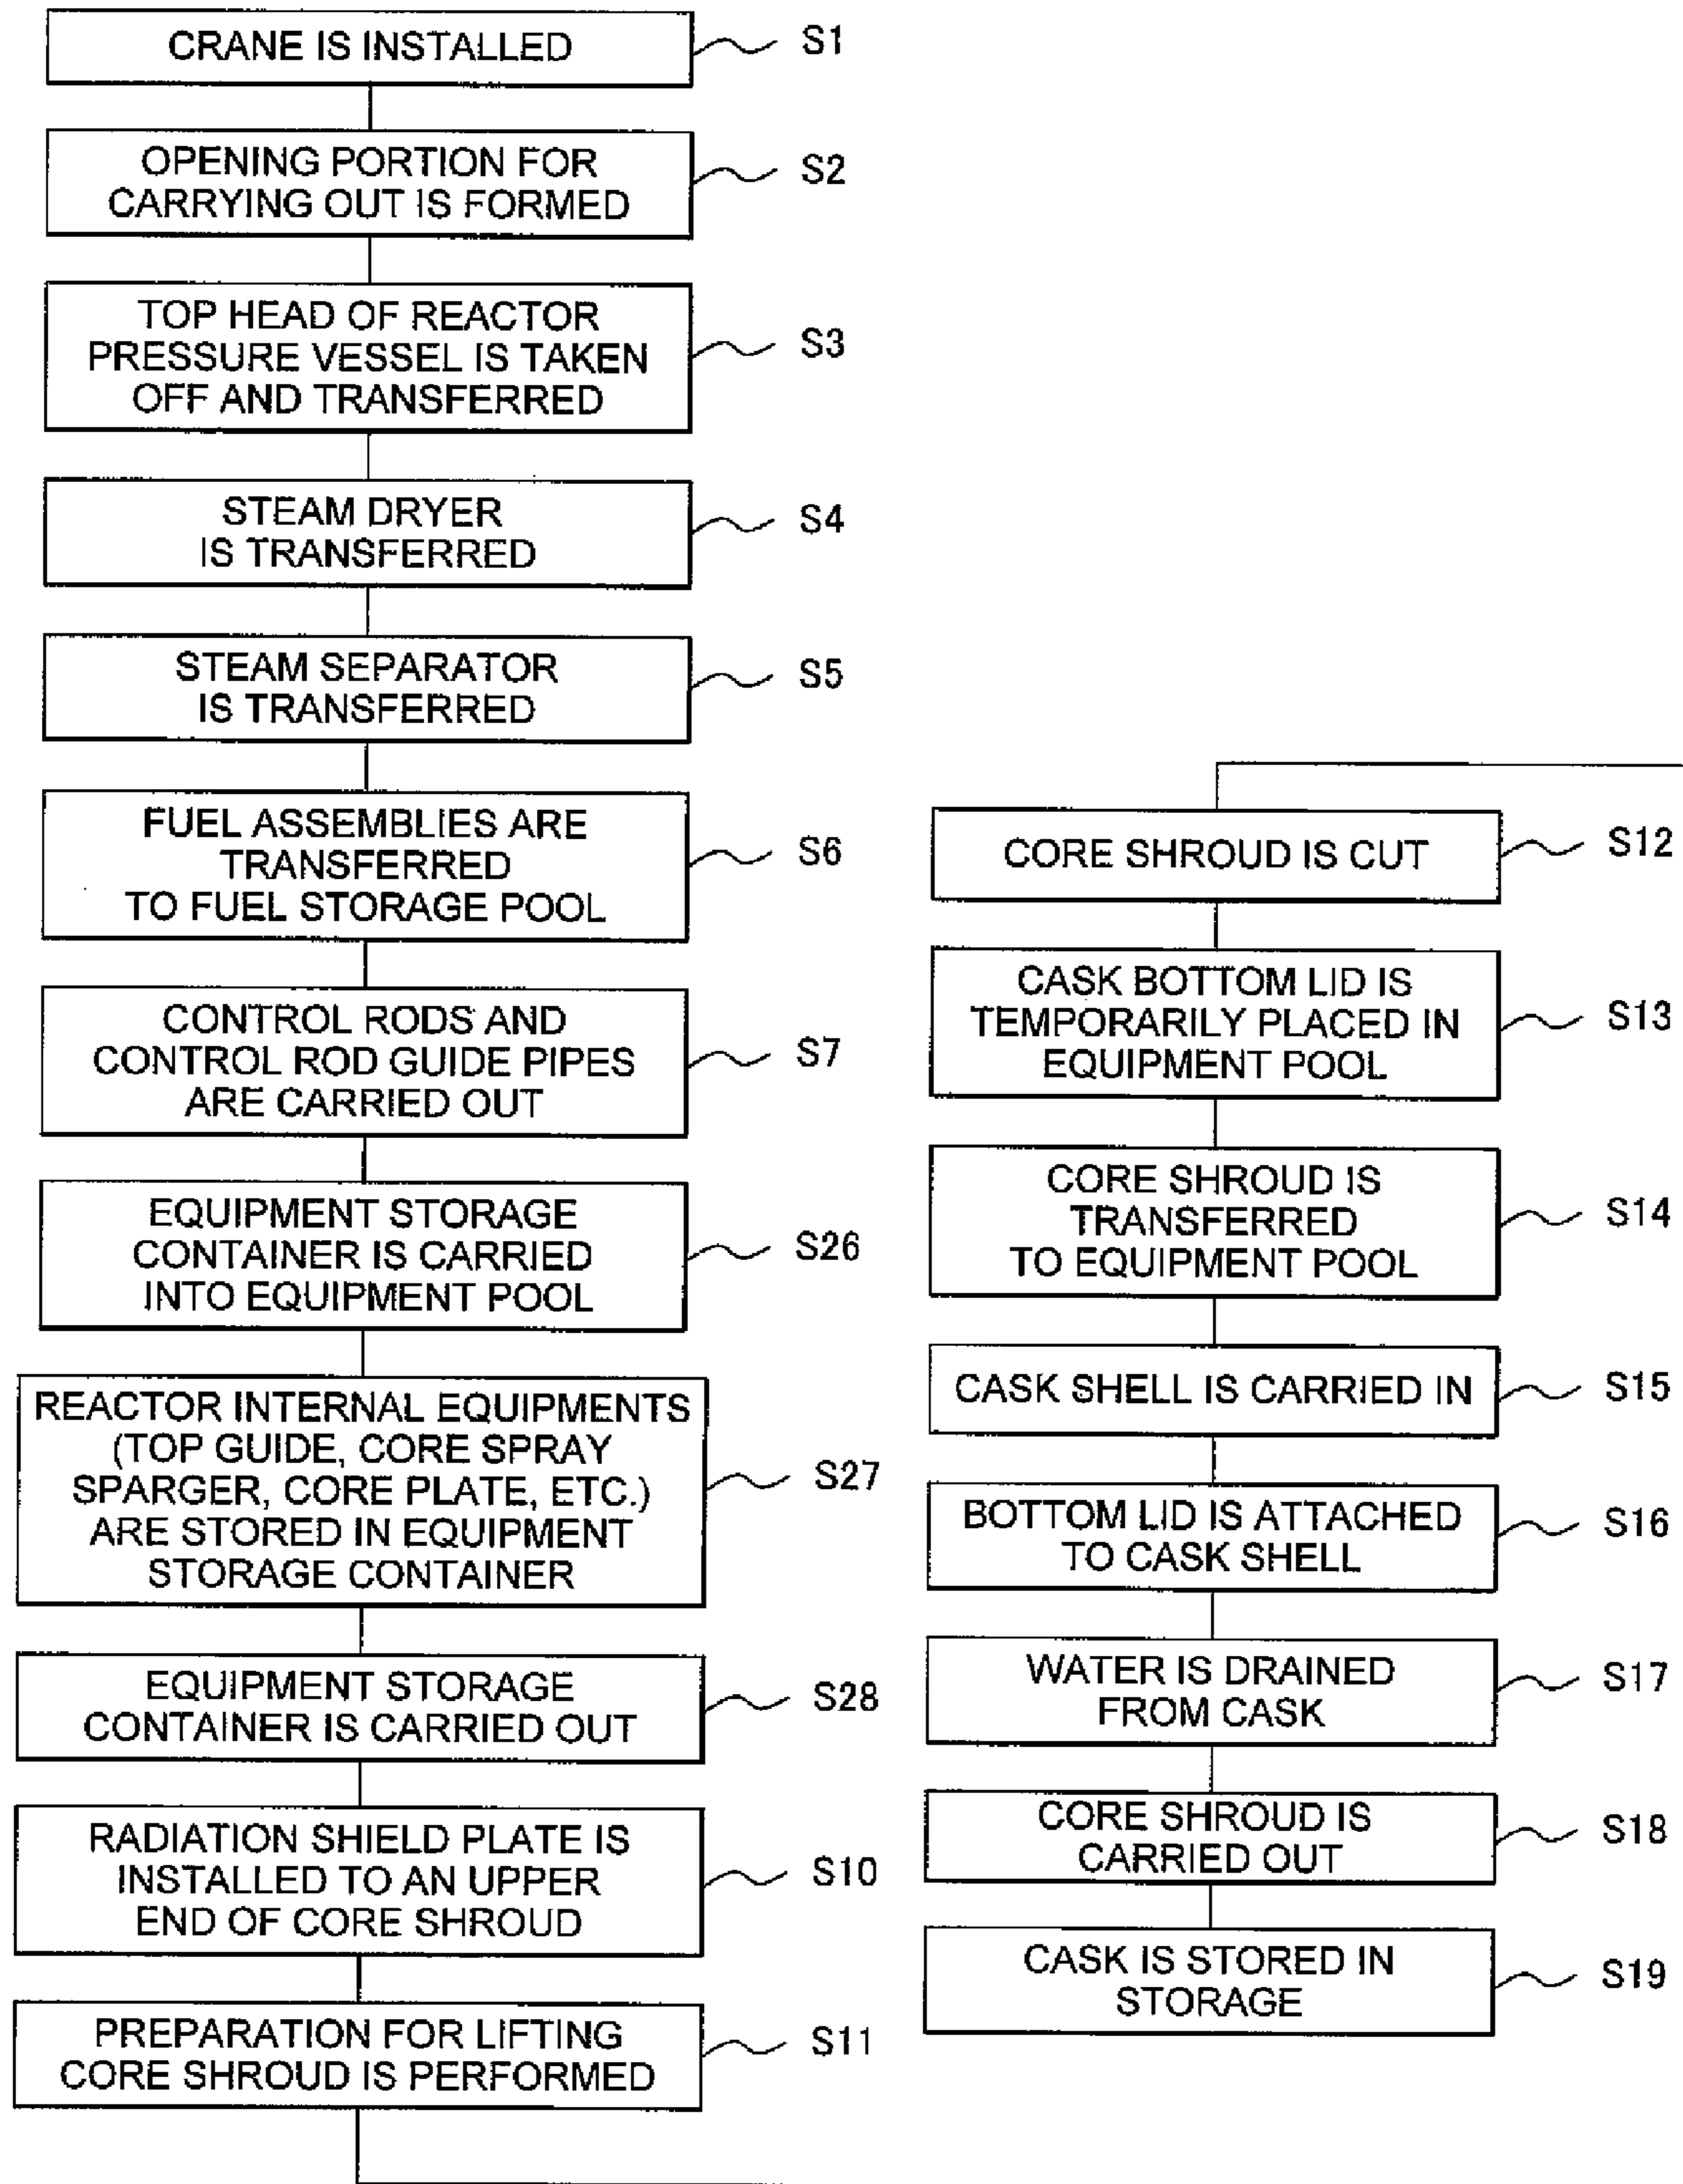 CRANE IS INSTALLED
S1
OPENING PORTION FOR
CARRYING OUT IS FORMED
S2
TOP HEAD OF REACTOR
PRESSURE VESSEL IS TAKEN
OFF AND TRANSFERRED
S3
STEAM DRYER
IS TRANSFERRED
S4
STEAM SEPARATOR
IS TRANSFERRED
S5
FUEL ASSEMBLIES ARE
TRANSFERRED
TO FUEL STORAGE POOL
S6
CONTROL RODS AND
CONTROL ROD GUIDE PIPES
ARE CARRIED OUT
S7
EQUIPMENT STORAGE
CONTAINER IS CARRIED
INTO EQUIPMENT POOL
S26
REACTOR INTERNAL EQUIPMENTS
(TOP GUIDE, CORE SPRAY
SPARGER, CORE PLATE, ETC.)
ARE STORED IN EQUIPMENT
STORAGE CONTAINER
S27
EQUIPMENT STORAGE
CONTAINER IS CARRIED OUT
S28
RADIATION SHIELD PLATE IS
INSTALLED TO AN UPPER
END OF CORE SHROUD
S10
PREPARATION FOR LIFTING
CORE SHROUD IS PERFORMED
S11
CORE SHROUD IS CUT
S12
CASK BOTTOM LID IS
TEMPORARILY PLACED IN
EQUIPMENT POOL
S13
CORE SHROUD IS
TRANSFERRED
TO EQUIPMENT POOL
S14
CASK SHELL IS CARRIED IN
S15
BOTTOM LID IS ATTACHED
TO CASK SHELL
S16
WATER IS DRAINED
FROM CASK
S17
CORE SHROUD IS
CARRIED OUT
S18
CASK IS STORED IN
STORAGE
S19